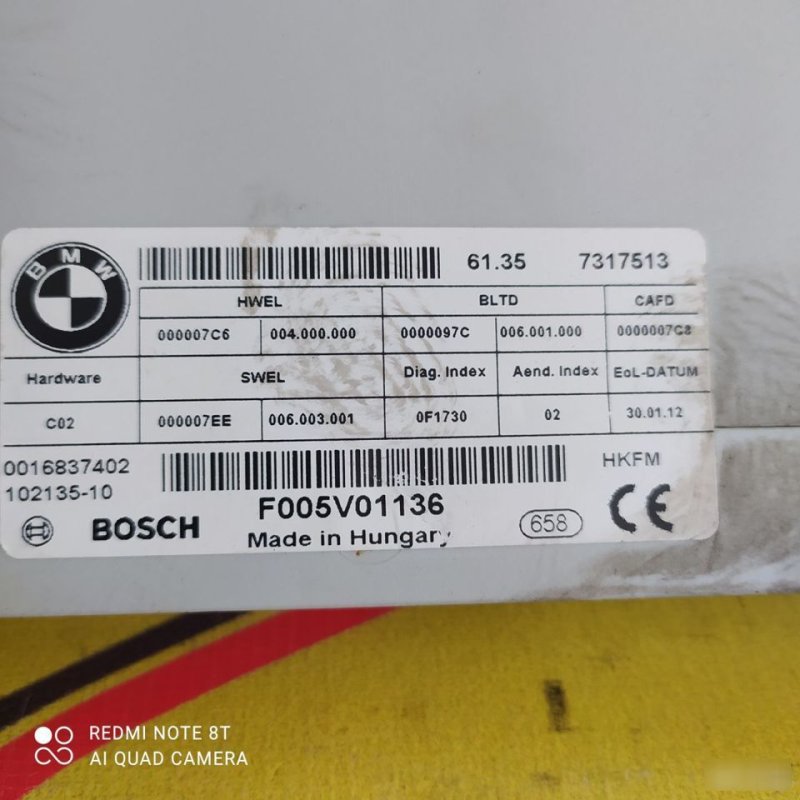 BMW
61.35 7317513
HWEL BLTD CAFD
000007C6 004.000.000 0000097C 006.001.000 0000007C8
Hardware SWEL Diag. Index Aend. Index EoL-DATUM
C02 000007EE 006.003.001 0F1730 02 30.01.12
0016837402 HKFM
102135-10 F005V01136
BOSCH Made in Hungary 658 CE
REDMI NOTE 8T
AI QUAD CAMERA